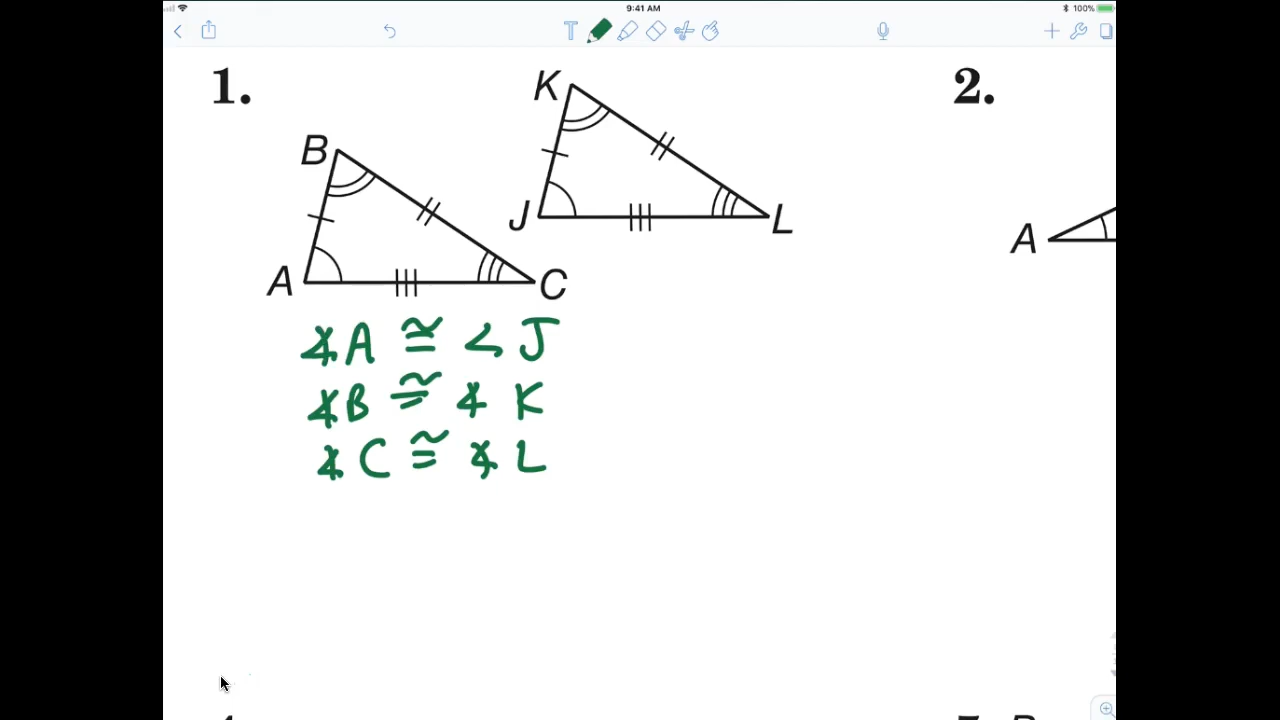 9:41 AM
100%
T
1.
2.
K
B
J
L
A
A
C
∡A ≅ ∠ J
∡B ≅ ∡ K
∡C ≅ ∡ L